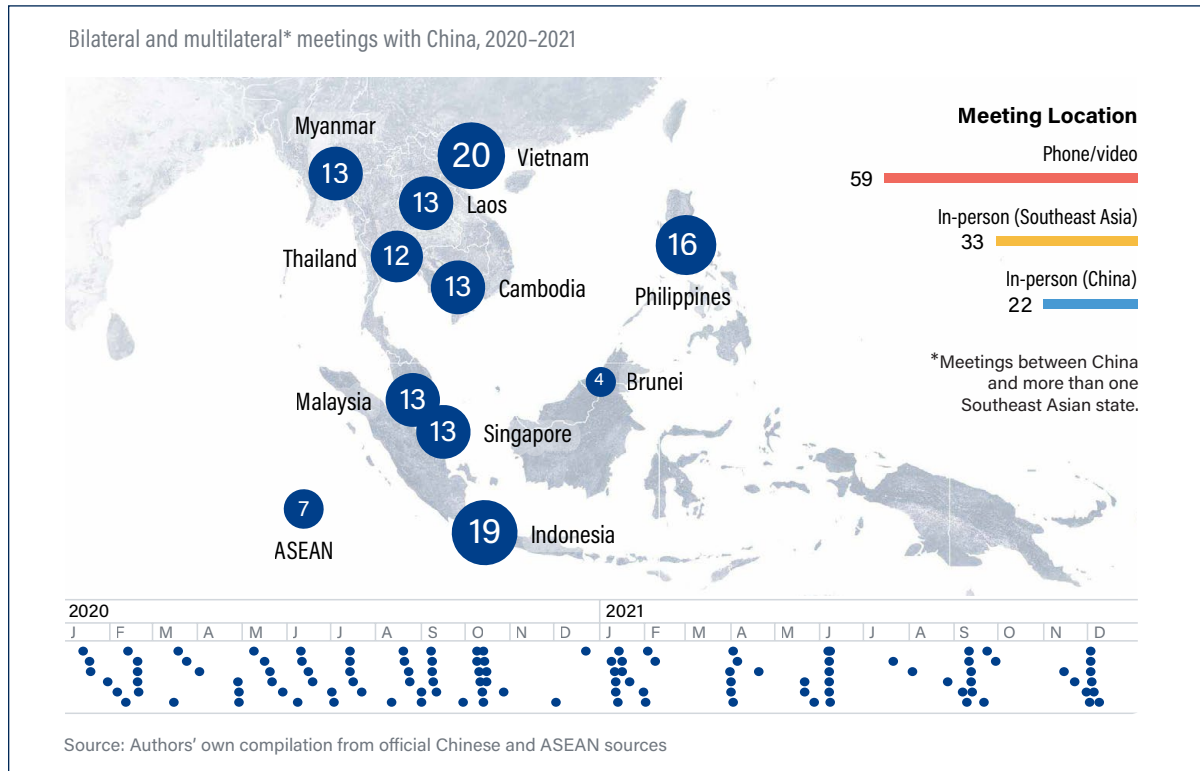 Bilateral and multilateral* meetings with China, 2020–2021
Myanmar
13
20
Vietnam
13
Laos
Thailand
12
13
Cambodia
16
Philippines
Meeting Location
Phone/video
59
In-person (Southeast Asia)
33
In-person (China)
22
*Meetings between China
and more than one
Southeast Asian state.
4
Brunei
Malaysia
13
13
Singapore
7
ASEAN
19
Indonesia
2020
2021
J F M A M J J A S O N D J F M A M J J A S O N D
Source: Authors’ own compilation from official Chinese and ASEAN sources